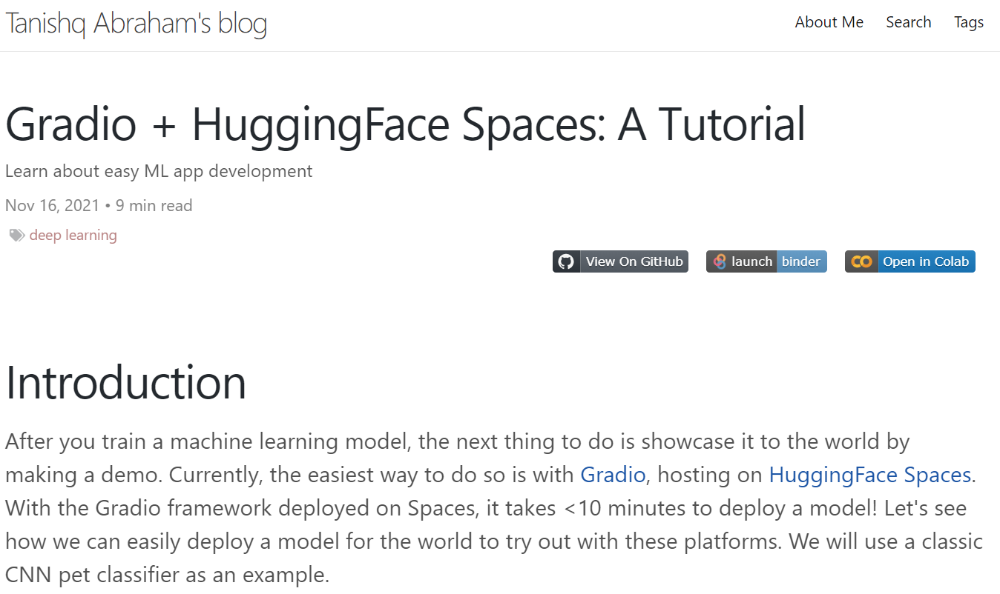 Tanishq Abraham's blog
About Me Search Tags
Gradio + HuggingFace Spaces: A Tutorial
Learn about easy ML app development
Nov 16, 2021 • 9 min read
deep learning
View On GitHub launch binder Open in Colab
Introduction
After you train a machine learning model, the next thing to do is showcase it to the world by
making a demo. Currently, the easiest way to do so is with Gradio, hosting on HuggingFace Spaces.
With the Gradio framework deployed on Spaces, it takes <10 minutes to deploy a model! Let's see
how we can easily deploy a model for the world to try out with these platforms. We will use a classic
CNN pet classifier as an example.